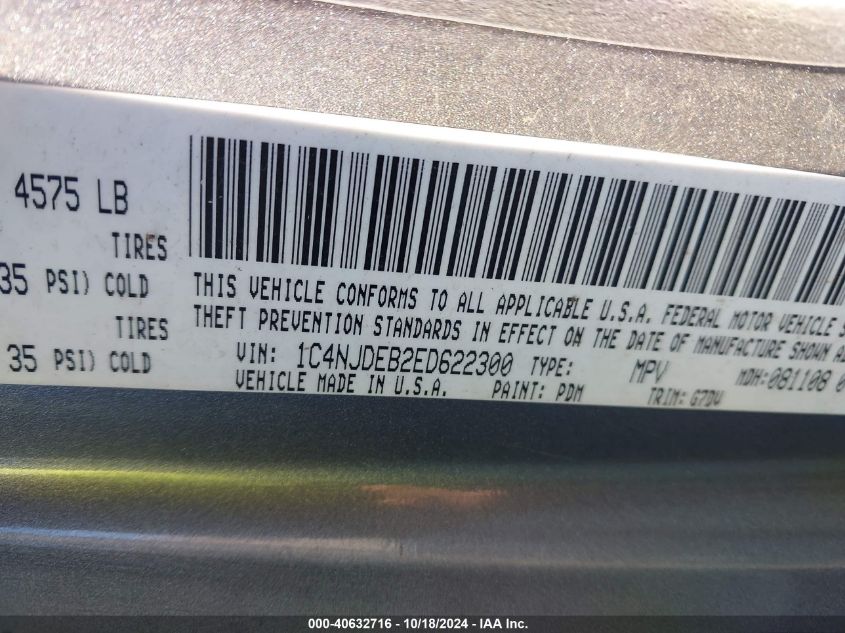 4575 LB
TIRES
35 PSI) COLD
TIRES
35 PSI) COLD
THIS VEHICLE CONFORMS TO ALL APPLICABLE U.S.A. FEDERAL MOTOR VEHICLE S
THEFT PREVENTION STANDARDS IN EFFECT ON THE DATE OF MANUFACTURE SHOWN A
VIN: 1C4NJDEB2ED622300 TYPE: MPV MDH:081108 0
VEHICLE MADE IN U.S.A. PAINT: PDM TRIM: G7DV
000-40632716 - 10/18/2024 - IAA Inc.